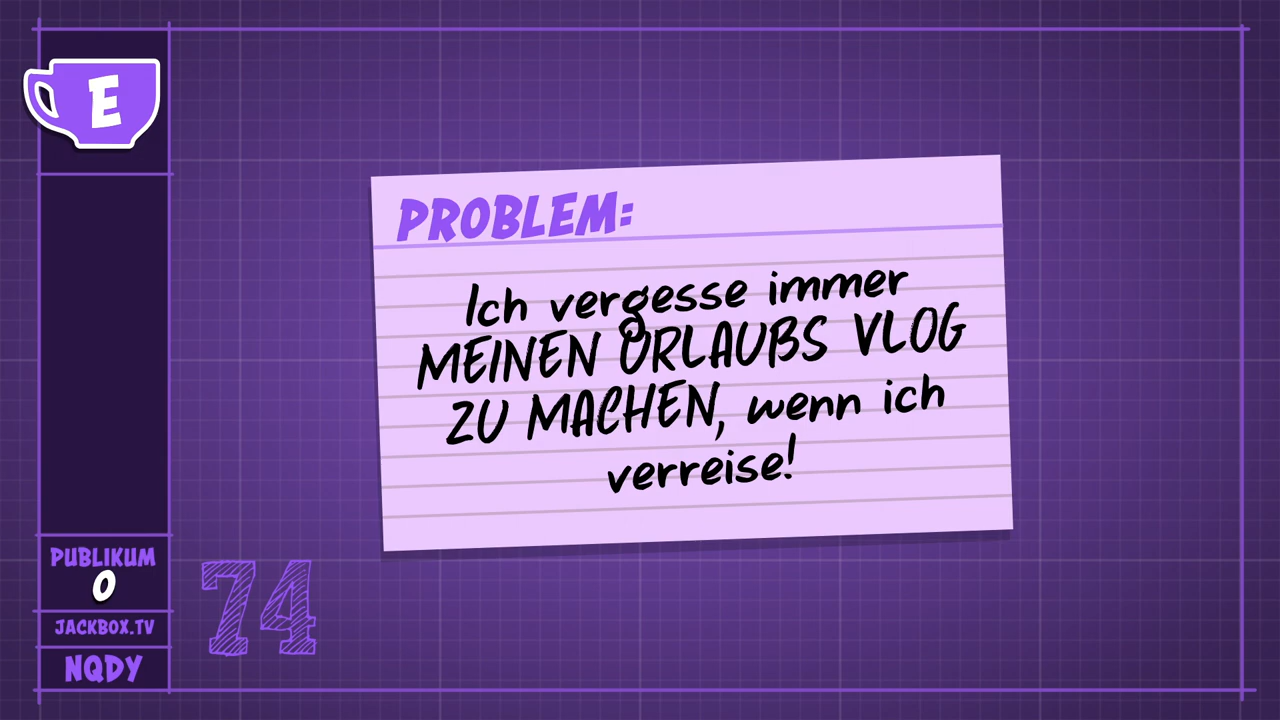 E
PROBLEM:
Ich vergesse immer
MEINEN URLAUBS VLOG
ZU MACHEN, wenn ich
verreise!
PUBLIKUM
0
JACKBOX.TV
NQDY
74